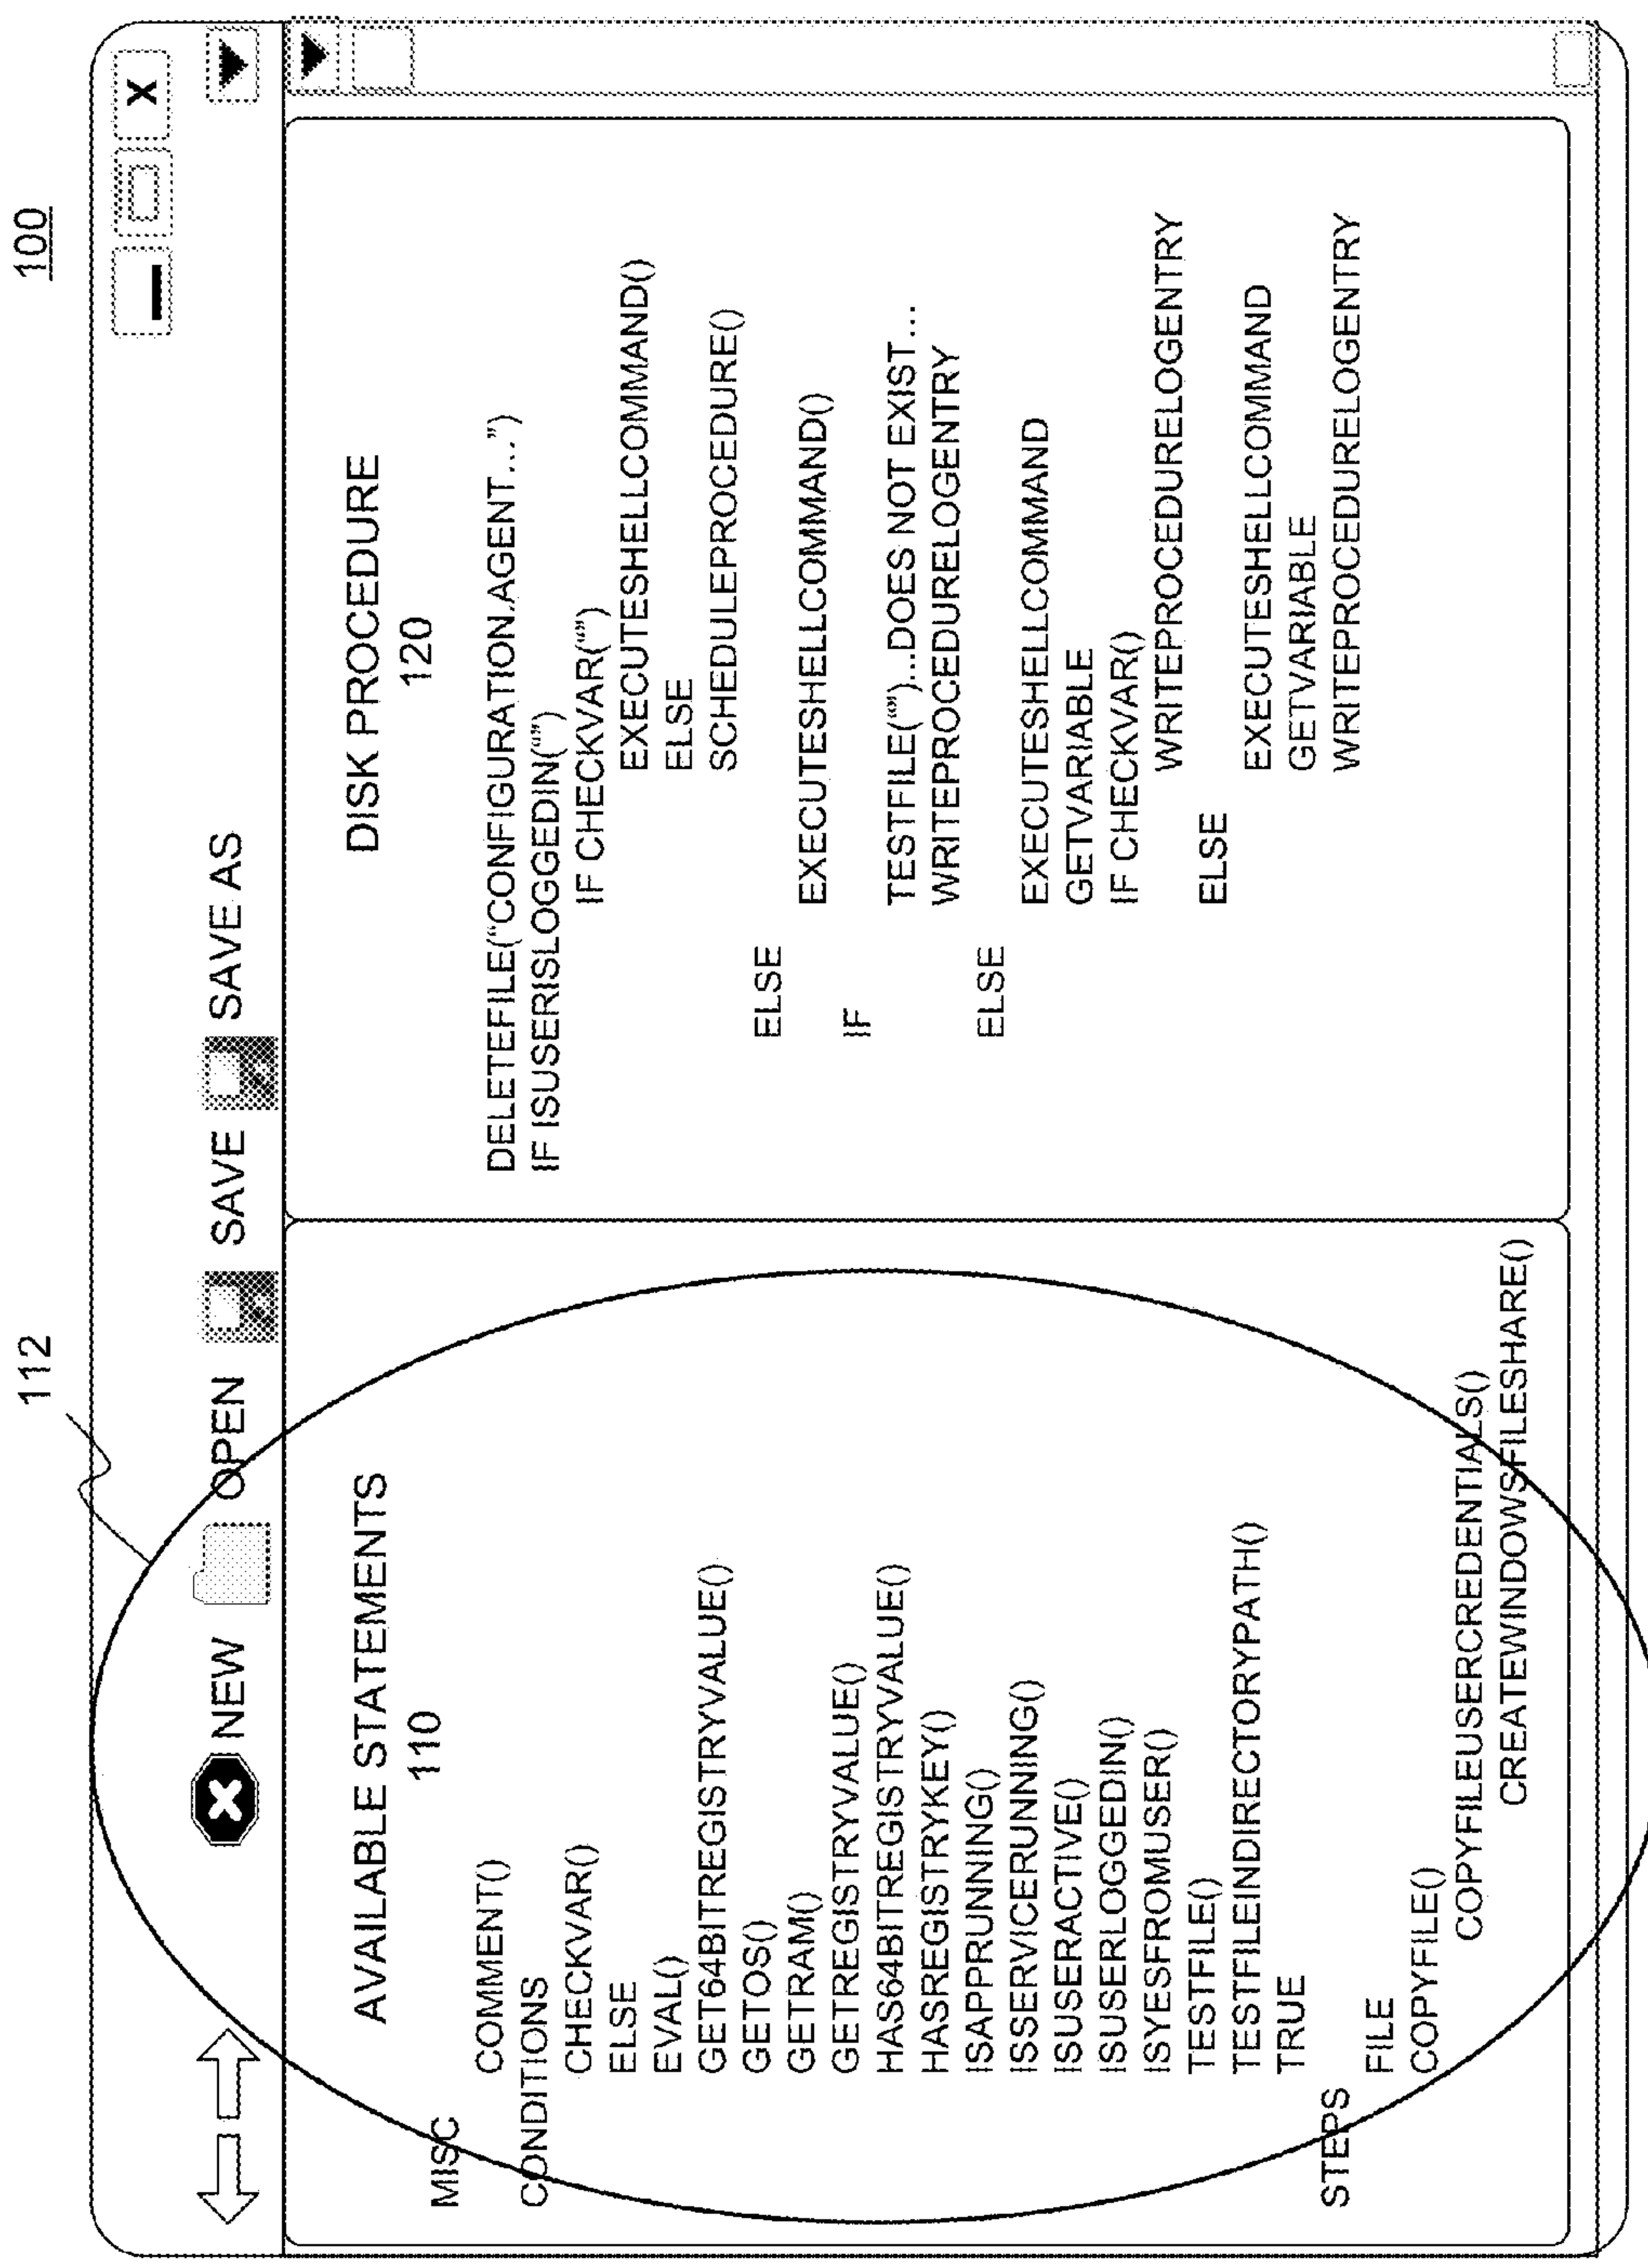 100
112
X
NEW OPEN SAVE SAVE AS
AVAILABLE STATEMENTS
110
MISC
COMMENT()
CONDITIONS
CHECKVAR()
ELSE
EVAL()
GET64BITREGISTRYVALUE()
GETOS()
GETRAM()
GETREGISTRYVALUE()
HAS64BITREGISTRYVALUE()
HASREGISTRYKEY()
ISAPPRUNNING()
ISSERVICERUNNING()
ISUSERACTIVE()
ISUSERLOGGEDIN()
ISYESFROMUSER()
TESTFILE()
TESTFILEINDIRECTORYPATH()
TRUE
STEPS
FILE
COPYFILE()
COPYFILEUSERCREDENTIALS()
CREATEWINDOWSFILESHARE()
DISK PROCEDURE
120
DELETEFILE(“CONFIGURATION.AGENT...”)
IF ISUSERISLOGGEDIN(“”)
IF CHECKVAR(“”)
EXECUTESHELLCOMMAND()
ELSE
SCHEDULEPROCEDURE()
ELSE
EXECUTESHELLCOMMAND()
IF
TESTFILE(“”)...DOES NOT EXIST...
WRITEPROCEDURELOGENTRY
ELSE
EXECUTESHELLCOMMAND
GETVARIABLE
IF CHECKVAR()
WRITEPROCEDURELOGENTRY
ELSE
EXECUTESHELLCOMMAND
GETVARIABLE
WRITEPROCEDURELOGENTRY